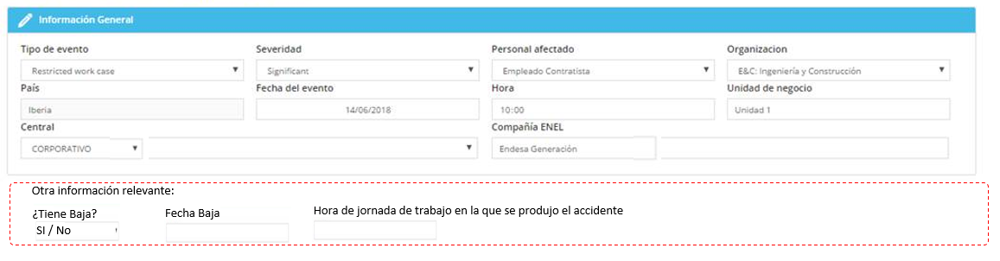 Información General
Tipo de evento Severidad Personal afectado Organizacion
Restricted work case Significant Empleado Contratista E&C: Ingeniería y Construcción
País Fecha del evento Hora Unidad de negocio
Iberia 14/06/2018 10:00 Unidad 1
Central Compañía ENEL
CORPORATIVO Endesa Generación
Otra información relevante:
¿Tiene Baja? Fecha Baja Hora de jornada de trabajo en la que se produjo el accidente
SI / No